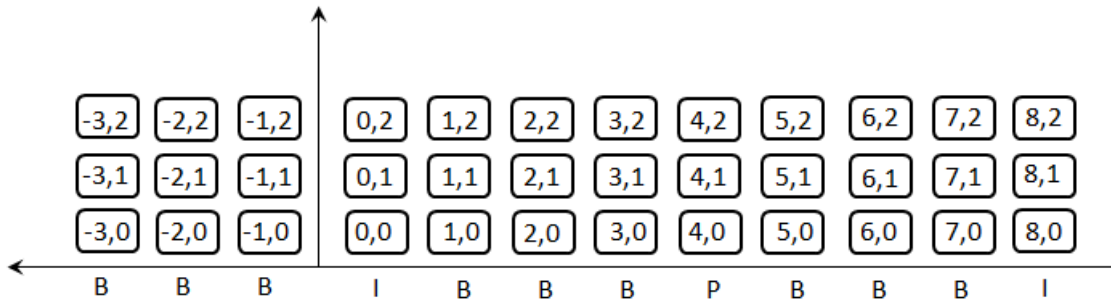 -3,2 -2,2 -1,2 0,2 1,2 2,2 3,2 4,2 5,2 6,2 7,2 8,2
-3,1 -2,1 -1,1 0,1 1,1 2,1 3,1 4,1 5,1 6,1 7,1 8,1
-3,0 -2,0 -1,0 0,0 1,0 2,0 3,0 4,0 5,0 6,0 7,0 8,0
B B B I B B B P B B B I